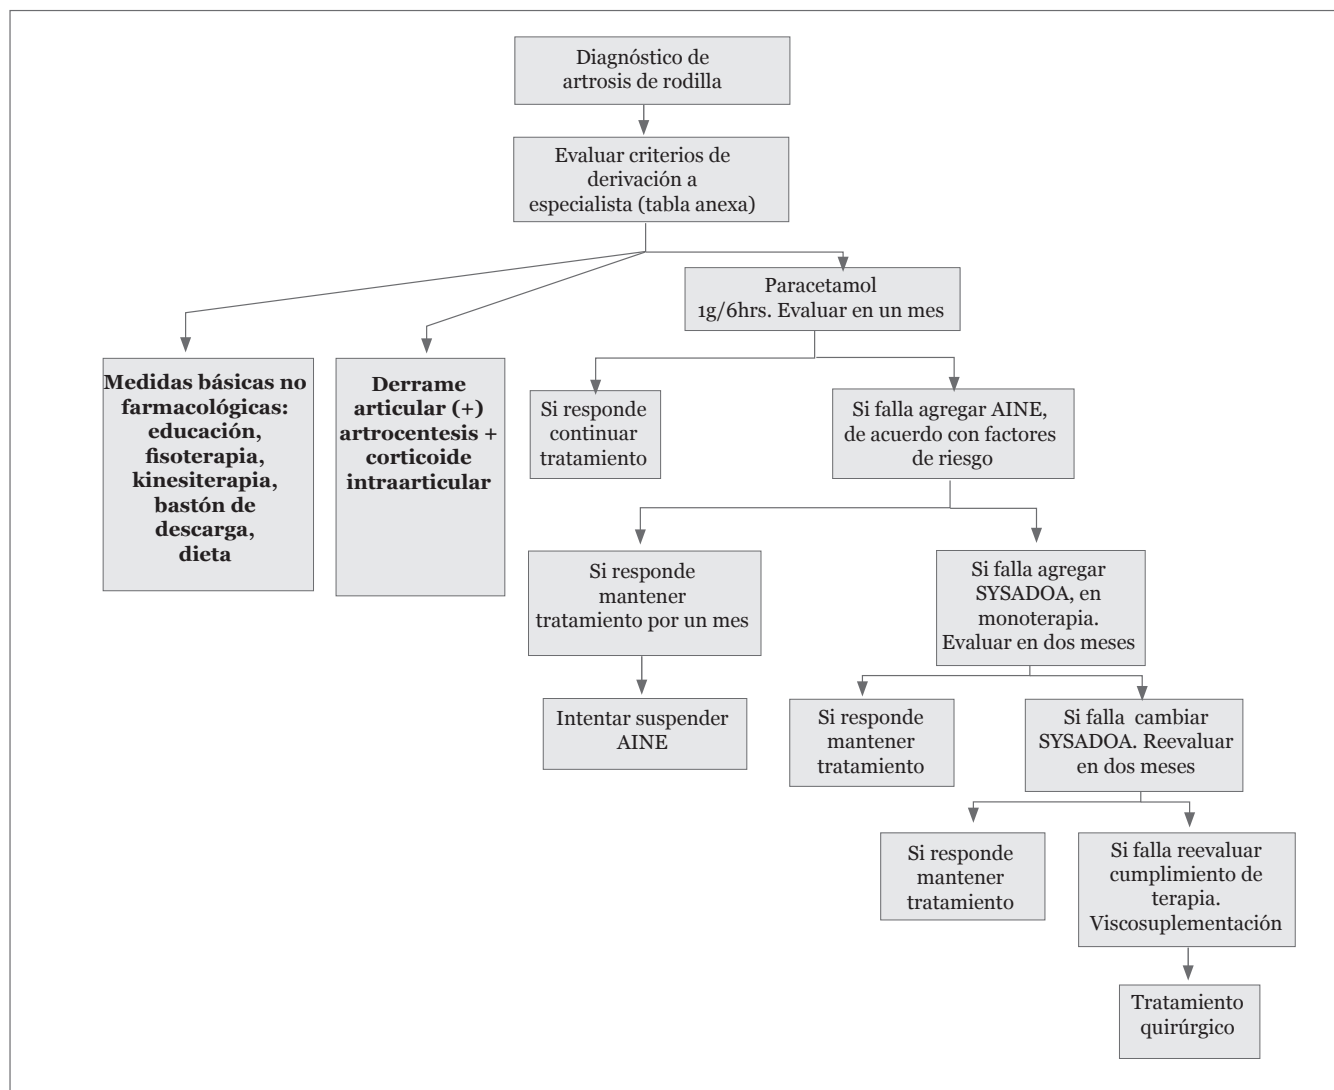 Diagnóstico de
artrosis de rodilla
Evaluar criterios de
derivación a
especialista (tabla anexa)
Paracetamol
1g/6hrs. Evaluar en un mes
Medidas básicas no
farmacológicas:
educación,
fisoterapia,
kinesiterapia,
bastón de
descarga,
dieta
Derrame
articular (+)
artrocentesis +
corticoide
intraarticular
Si responde
continuar
tratamiento
Si falla agregar AINE,
de acuerdo con factores
de riesgo
Si responde
mantener
tratamiento por un mes
Si falla agregar
SYSADOA, en
monoterapia.
Evaluar en dos meses
Intentar suspender
AINE
Si responde
mantener
tratamiento
Si falla cambiar
SYSADOA. Reevaluar
en dos meses
Si responde
mantener
tratamiento
Si falla reevaluar
cumplimiento de
terapia.
Viscosuplementación
Tratamiento
quirúrgico